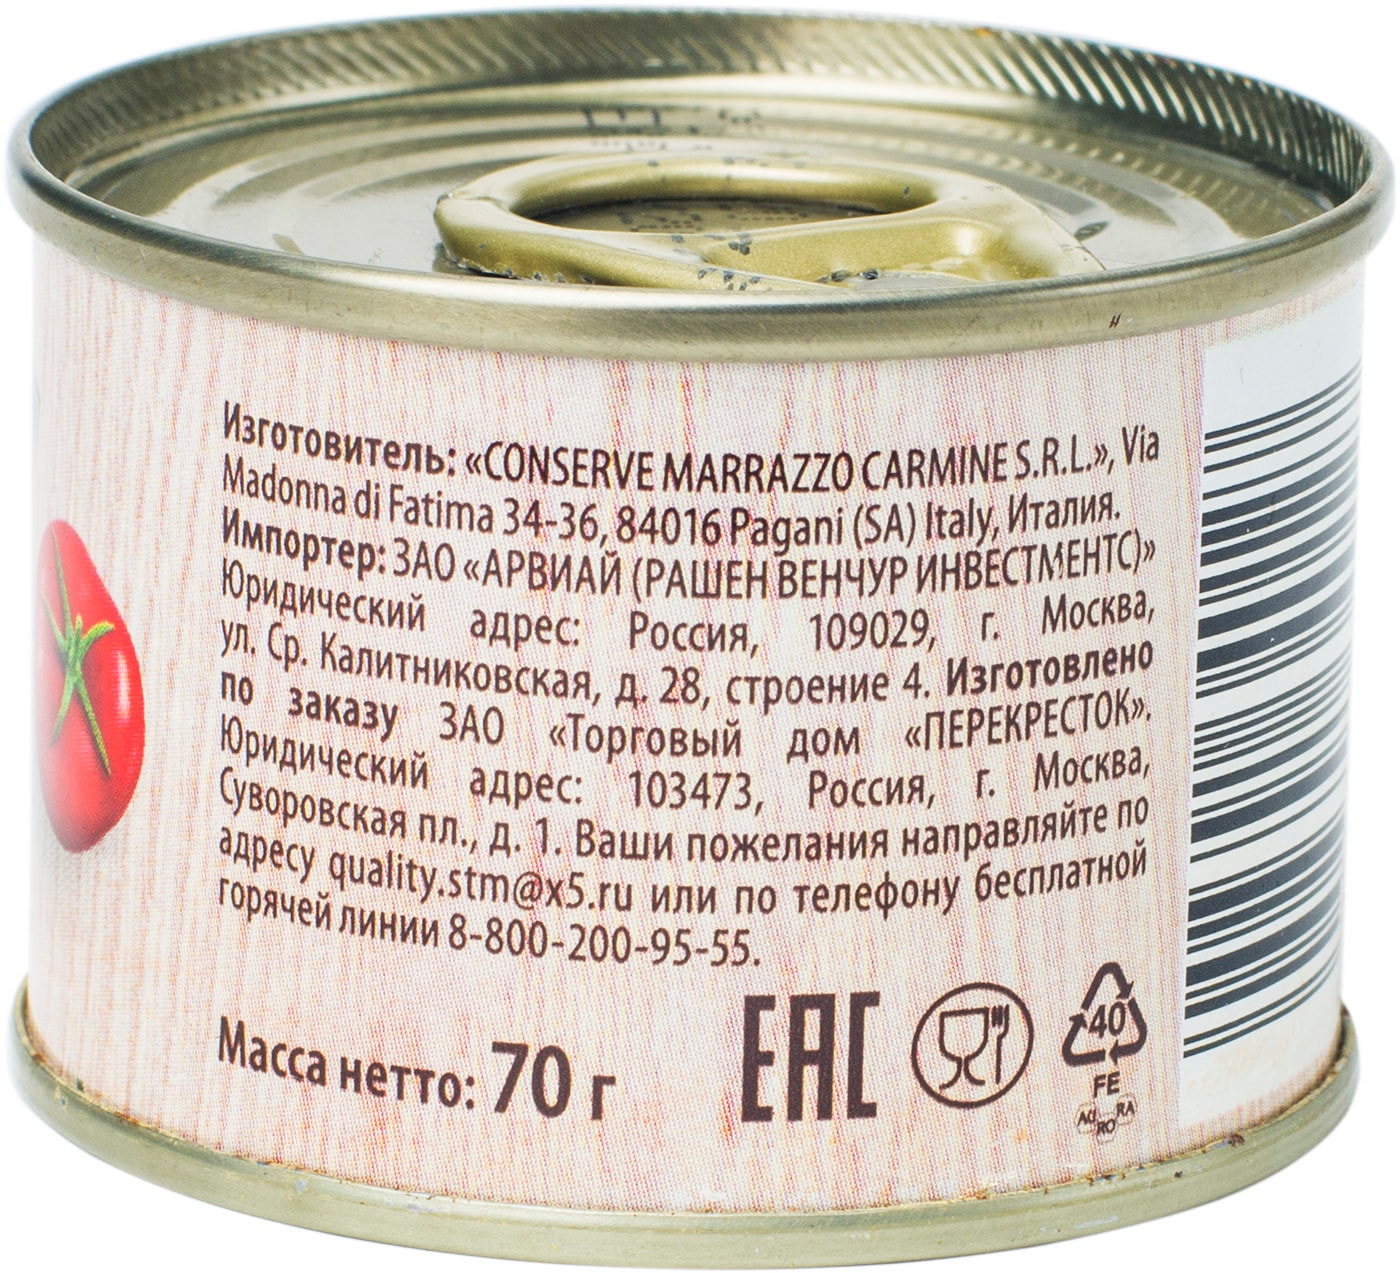 Изготовитель: «CONSERVE MARRAZZO CARMINE S.R.L.», Via
Madonna di Fatima 34-36, 84016 Pagani (SA) Italy, Италия.
Импортер: ЗАО «АРВИАЙ (РАШЕН ВЕНЧУР ИНВЕСТМЕНТС)»
Юридический адрес: Россия, 109029, г. Москва,
ул. Ср. Калитниковская, д. 28, строение 4. Изготовлено
по заказу ЗАО «Торговый дом «ПЕРЕКРЕСТОК».
Юридический адрес: 103473, Россия, г. Москва,
Суворовская пл., д. 1. Ваши пожелания направляйте по
адресу quality.stm@x5.ru или по телефону бесплатной
горячей линии 8-800-200-95-55.
Масса нетто: 70 г
ЕАС
40
FE
AU RO RA